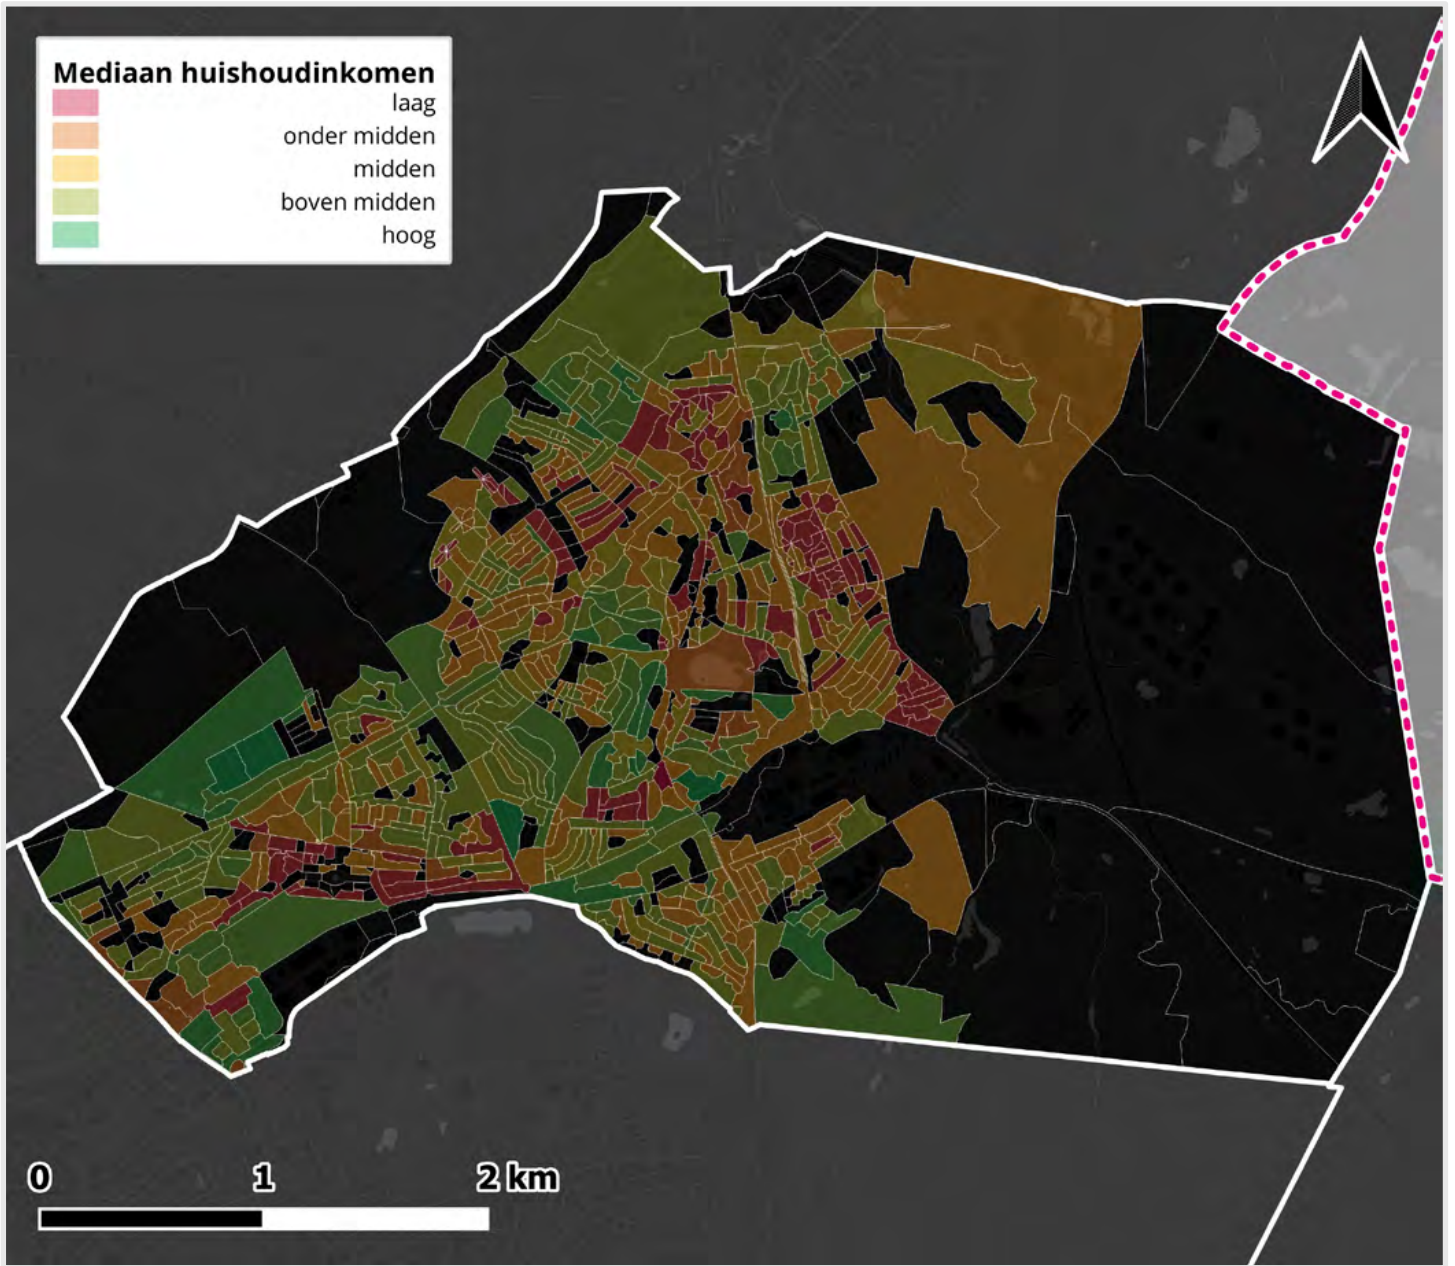 Mediaan huishoudinkomen
laag
onder midden
midden
boven midden
hoog
0 1 2 km